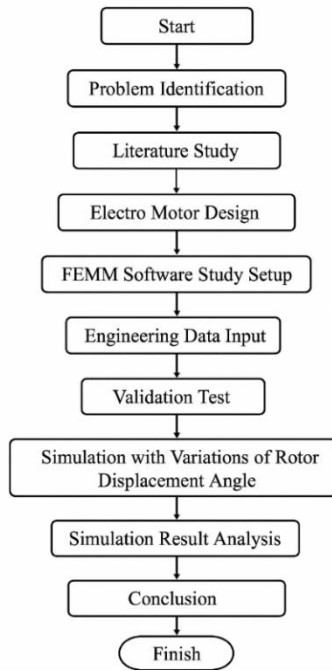 Start
Problem Identification
Literature Study
Electro Motor Design
FEMM Software Study Setup
Engineering Data Input
Validation Test
Simulation with Variations of Rotor
Displacement Angle
Simulation Result Analysis
Conclusion
Finish